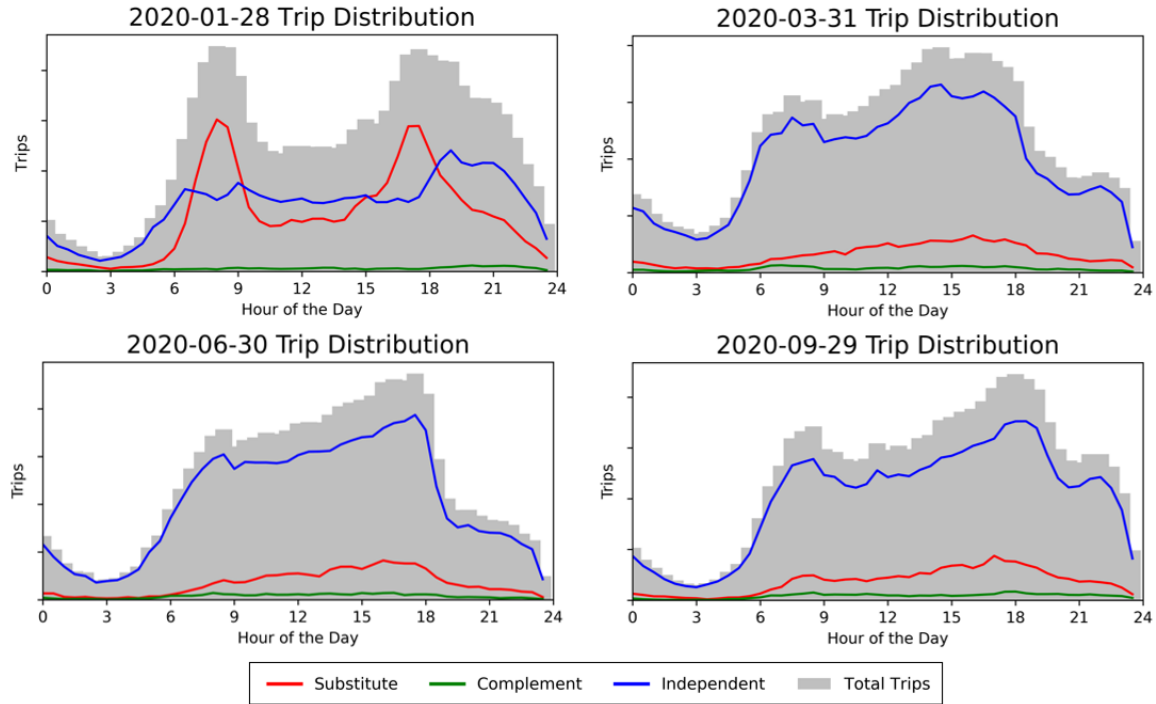 2020-01-28 Trip Distribution
Trips
0 3 6 9 12 15 18 21 24
Hour of the Day
2020-03-31 Trip Distribution
Trips
0 3 6 9 12 15 18 21 24
Hour of the Day
2020-06-30 Trip Distribution
Trips
0 3 6 9 12 15 18 21 24
Hour of the Day
2020-09-29 Trip Distribution
Trips
0 3 6 9 12 15 18 21 24
Hour of the Day
Substitute Complement Independent Total Trips